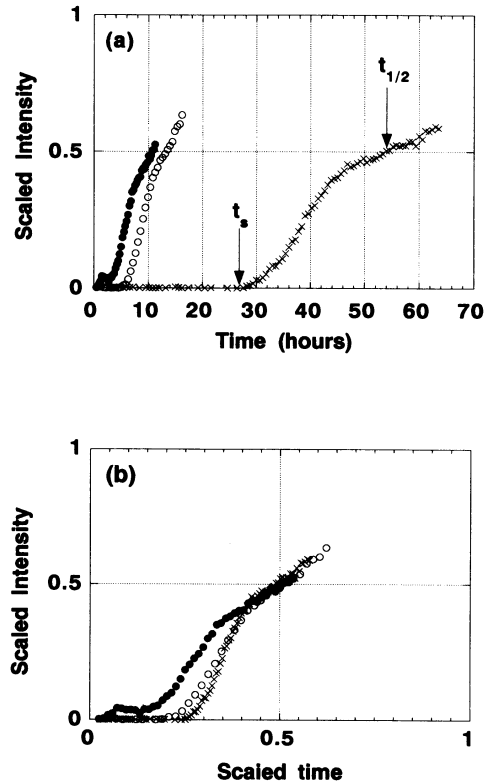 (a)
1
0.5
0
Scaled Intensity
t1/2
ts
0 10 20 30 40 50 60 70
Time (hours)
(b)
1
0.5
0
Scaled Intensity
0 0.5 1
Scaled time